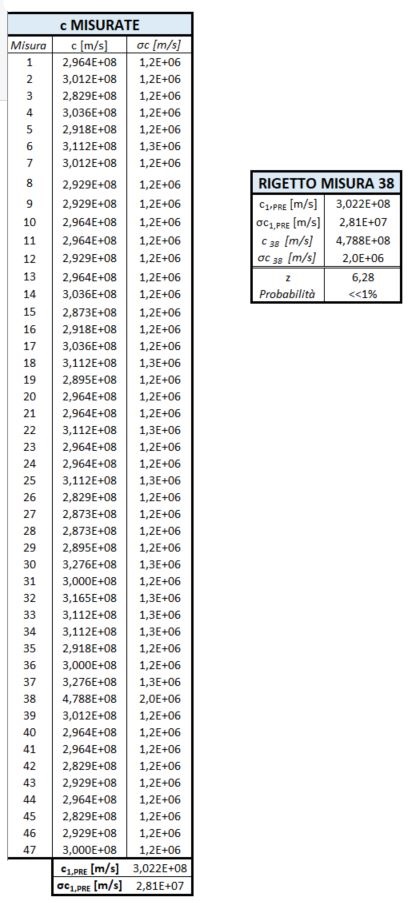 c MISURATE
Misura c [m/s] σc [m/s]
1 2,964E+08 1,2E+06
2 3,012E+08 1,2E+06
3 2,829E+08 1,2E+06
4 3,036E+08 1,2E+06
5 2,918E+08 1,2E+06
6 3,112E+08 1,3E+06
7 3,012E+08 1,2E+06
8 2,929E+08 1,2E+06
9 2,929E+08 1,2E+06
10 2,964E+08 1,2E+06
11 2,964E+08 1,2E+06
12 2,929E+08 1,2E+06
13 2,964E+08 1,2E+06
14 3,036E+08 1,2E+06
15 2,873E+08 1,2E+06
16 2,918E+08 1,2E+06
17 3,036E+08 1,2E+06
18 3,112E+08 1,3E+06
19 2,895E+08 1,2E+06
20 2,964E+08 1,2E+06
21 2,964E+08 1,2E+06
22 3,112E+08 1,3E+06
23 2,964E+08 1,2E+06
24 2,964E+08 1,2E+06
25 3,112E+08 1,3E+06
26 2,829E+08 1,2E+06
27 2,873E+08 1,2E+06
28 2,873E+08 1,2E+06
29 2,895E+08 1,2E+06
30 3,276E+08 1,3E+06
31 3,000E+08 1,2E+06
32 3,165E+08 1,3E+06
33 3,112E+08 1,3E+06
34 3,112E+08 1,3E+06
35 2,918E+08 1,2E+06
36 3,000E+08 1,2E+06
37 3,276E+08 1,3E+06
38 4,788E+08 2,0E+06
39 3,012E+08 1,2E+06
40 2,964E+08 1,2E+06
41 2,964E+08 1,2E+06
42 2,829E+08 1,2E+06
43 2,929E+08 1,2E+06
44 2,964E+08 1,2E+06
45 2,829E+08 1,2E+06
46 2,929E+08 1,2E+06
47 3,000E+08 1,2E+06
c1,PRE [m/s] 3,022E+08
σc1,PRE [m/s] 2,81E+07
RIGETTO MISURA 38
c1,PRE [m/s] 3,022E+08
σc1,PRE [m/s] 2,81E+07
c 38 [m/s] 4,788E+08
σc 38 [m/s] 2,0E+06
z 6,28
Probabilità <<1%